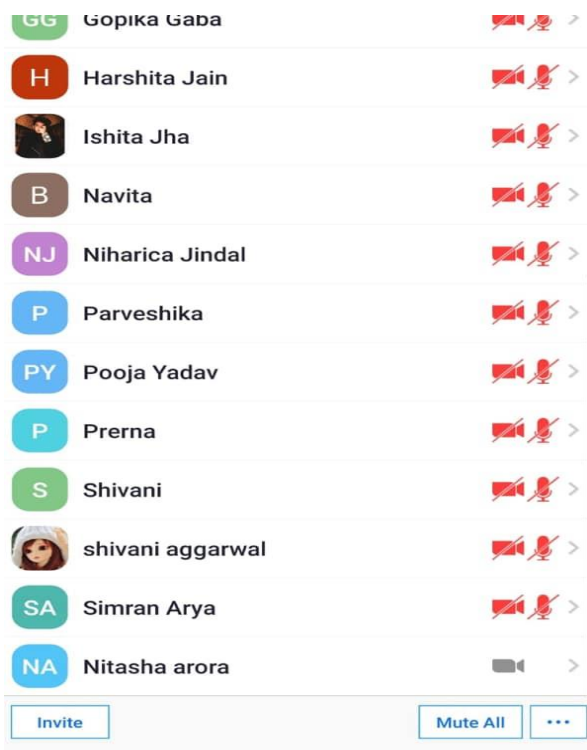 GG Gopika Gaba
H Harshita Jain
Ishita Jha
B Navita
NJ Niharica Jindal
P Parveshika
PY Pooja Yadav
P Prerna
S Shivani
shivani aggarwal
SA Simran Arya
NA Nitasha arora
Invite Mute All ...